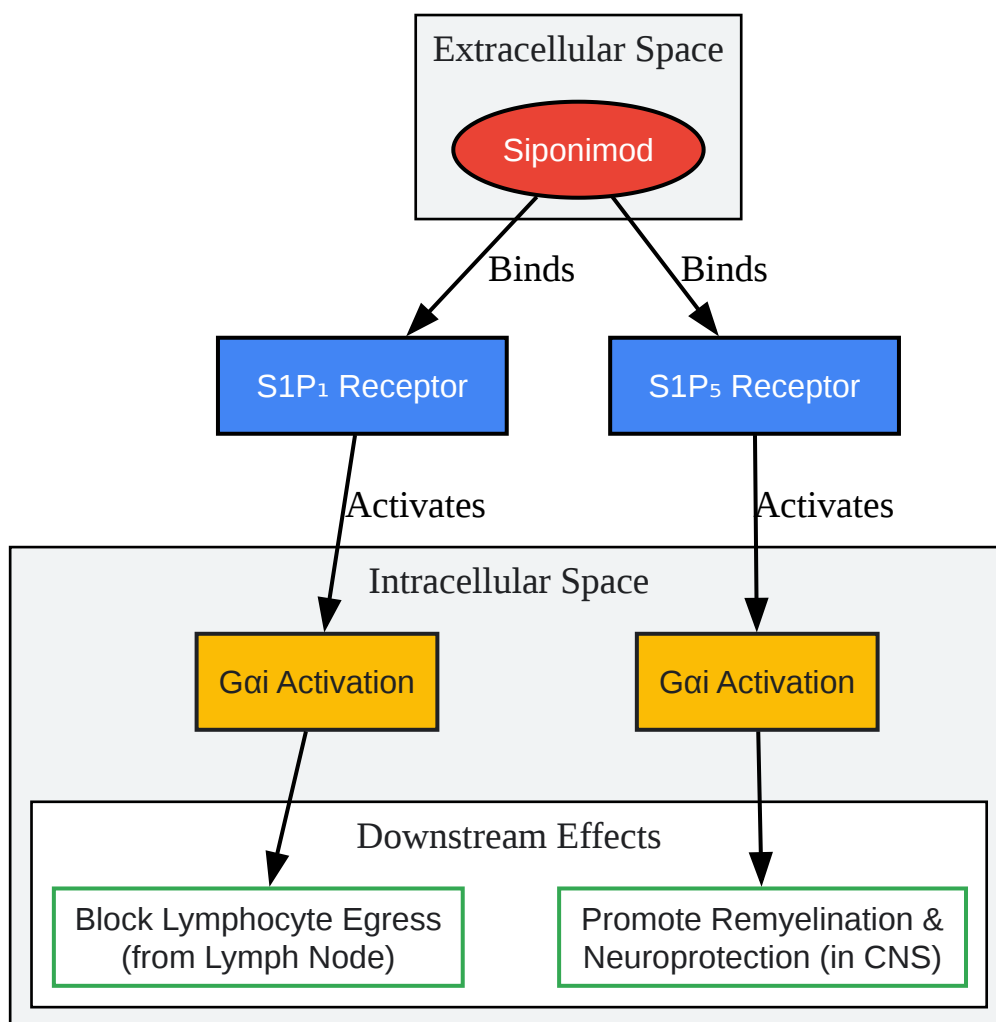 Extracellular Space
Siponimod
Binds
Binds
S1P₁ Receptor
S1P₅ Receptor
Activates
Activates
Intracellular Space
Gαi Activation
Gαi Activation
Downstream Effects
Block Lymphocyte Egress
(from Lymph Node)
Promote Remyelination &
Neuroprotection (in CNS)